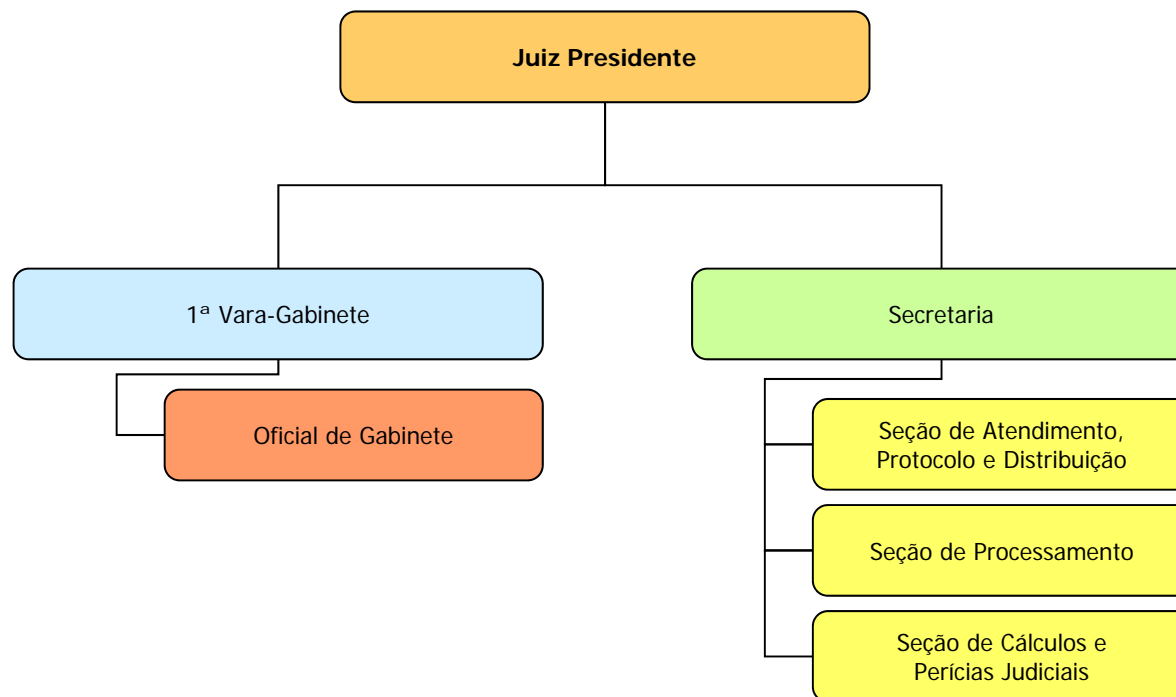 Juiz Presidente
1ª Vara-Gabinete
Secretaria
Oficial de Gabinete
Seção de Atendimento,
Protocolo e Distribuição
Seção de Processamento
Seção de Cálculos e
Perícias Judiciais